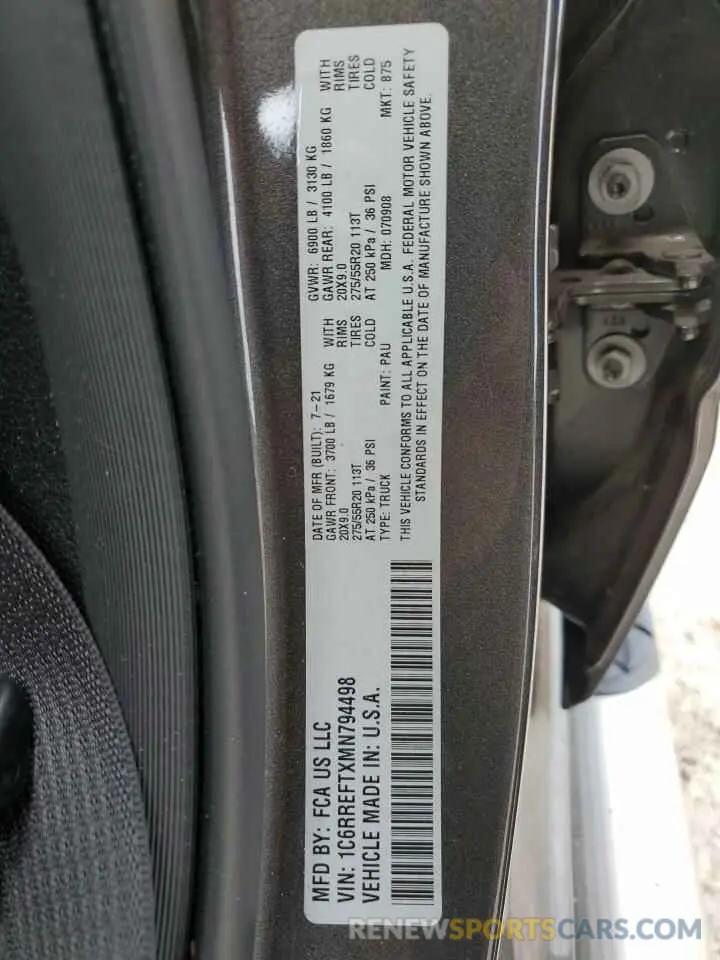 MFD BY: FCA US LLC
VIN: 1C6RREFTXMN794498
VEHICLE MADE IN: U.S.A.
DATE OF MFR (BUILT): 7-21
GAWR FRONT: 3700 LB / 1679 KG WITH
20X9.0 RIMS
275/55R20 113T TIRES
AT 250 kPa / 36 PSI COLD
TYPE: TRUCK PAINT: PAU
GVWR: 6900 LB / 3130 KG
GAWR REAR: 4100 LB / 1860 KG WITH
20X9.0 RIMS
275/55R20 113T TIRES
AT 250 kPa / 36 PSI COLD
MDH: 070908 MKT: 875
THIS VEHICLE CONFORMS TO ALL APPLICABLE U.S.A. FEDERAL MOTOR VEHICLE SAFETY
STANDARDS IN EFFECT ON THE DATE OF MANUFACTURE SHOWN ABOVE.
RENEWSPORTSCARS.COM